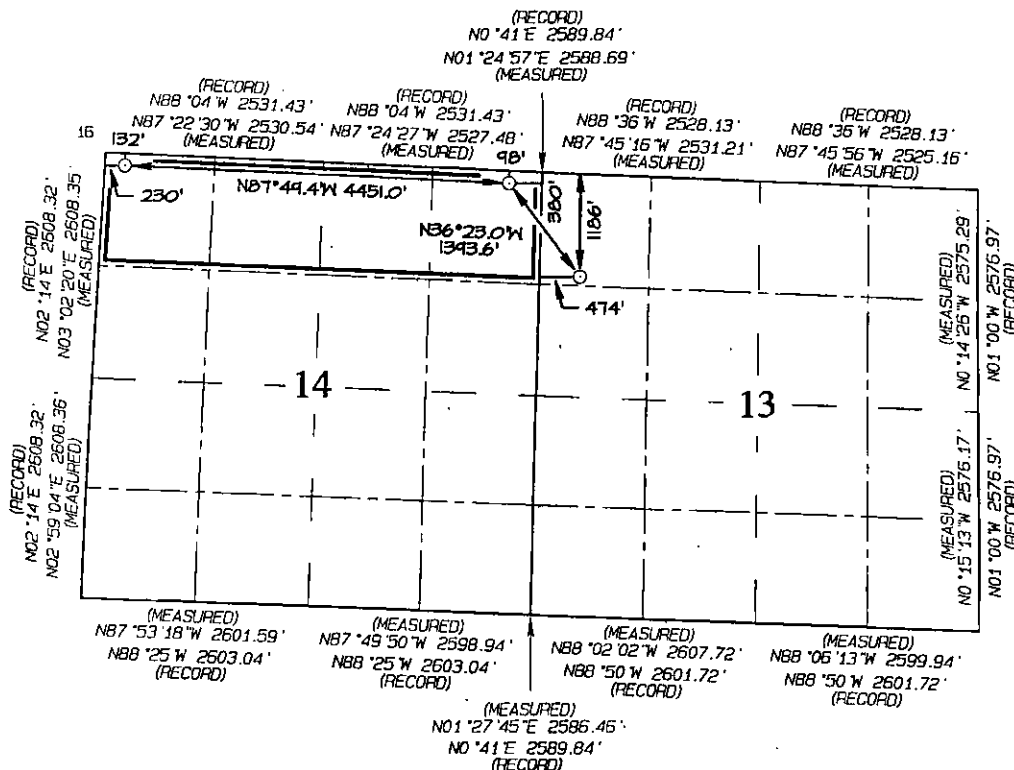 (RECORD)
N0 °41'E 2589.84'
N01 °24'57"E 2588.69'
(MEASURED)
(RECORD)
N88 °04'W 2531.43'
N87 °22'30"W 2530.54'
(MEASURED)
(RECORD)
N88 °04'W 2531.43'
N87 °24'27"W 2527.48'
(MEASURED)
(RECORD)
N88 °36'W 2528.13'
N87 °45'16"W 2531.21'
(MEASURED)
(RECORD)
N88 °36'W 2528.13'
N87 °45'56"W 2525.16'
(MEASURED)
16
132'
98'
230'
N87°49.4'W 4451.0'
N36°23.0'W
1393.6'
380'
1186'
474'
(RECORD)
N02 °14'E 2608.32'
N03 °02'20"E 2608.35'
(MEASURED)
(MEASURED)
N0 °14'26"W 2575.29'
N01 °00'W 2576.97'
(RECORD)
14
13
(RECORD)
N02 °14'E 2608.32'
N02 °59'04"E 2608.36'
(MEASURED)
(MEASURED)
N0 °15'13"W 2576.17'
N01 °00'W 2576.97'
(RECORD)
(MEASURED)
N87 °53'18"W 2601.59'
N88 °25'W 2603.04'
(RECORD)
(MEASURED)
N87 °49'50"W 2598.94'
N88 °25'W 2603.04'
(RECORD)
(MEASURED)
N88 °02'02"W 2607.72'
N88 °50'W 2601.72'
(RECORD)
(MEASURED)
N88 °06'13"W 2599.94'
N88 °50'W 2601.72'
(RECORD)
(MEASURED)
N01 °27'45"E 2586.46'
N0 °41'E 2589.84'
(RECORD)